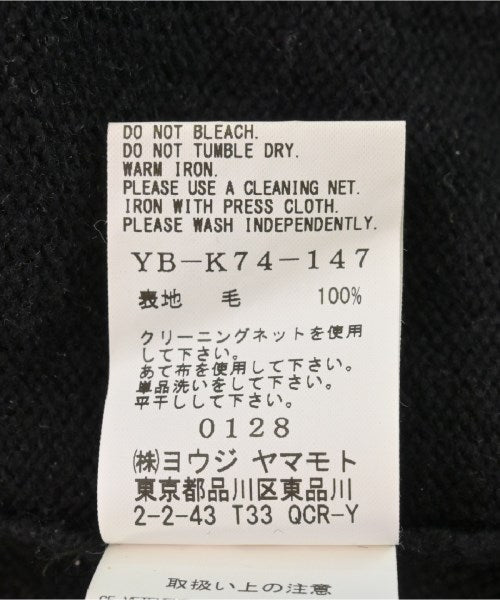 DO NOT BLEACH.
DO NOT TUMBLE DRY.
WARM IRON.
PLEASE USE A CLEANING NET.
IRON WITH PRESS CLOTH.
PLEASE WASH INDEPENDENTLY.
YB-K74-147
表地 毛 100%
クリーニングネットを使用
して下さい。
あて布を使用して下さい。
単品洗いをして下さい。
平干しして下さい。
0128
㈱ヨウジ ヤマモト
東京都品川区東品川
2-2-43 T33 QCR-Y
取扱い上の注意